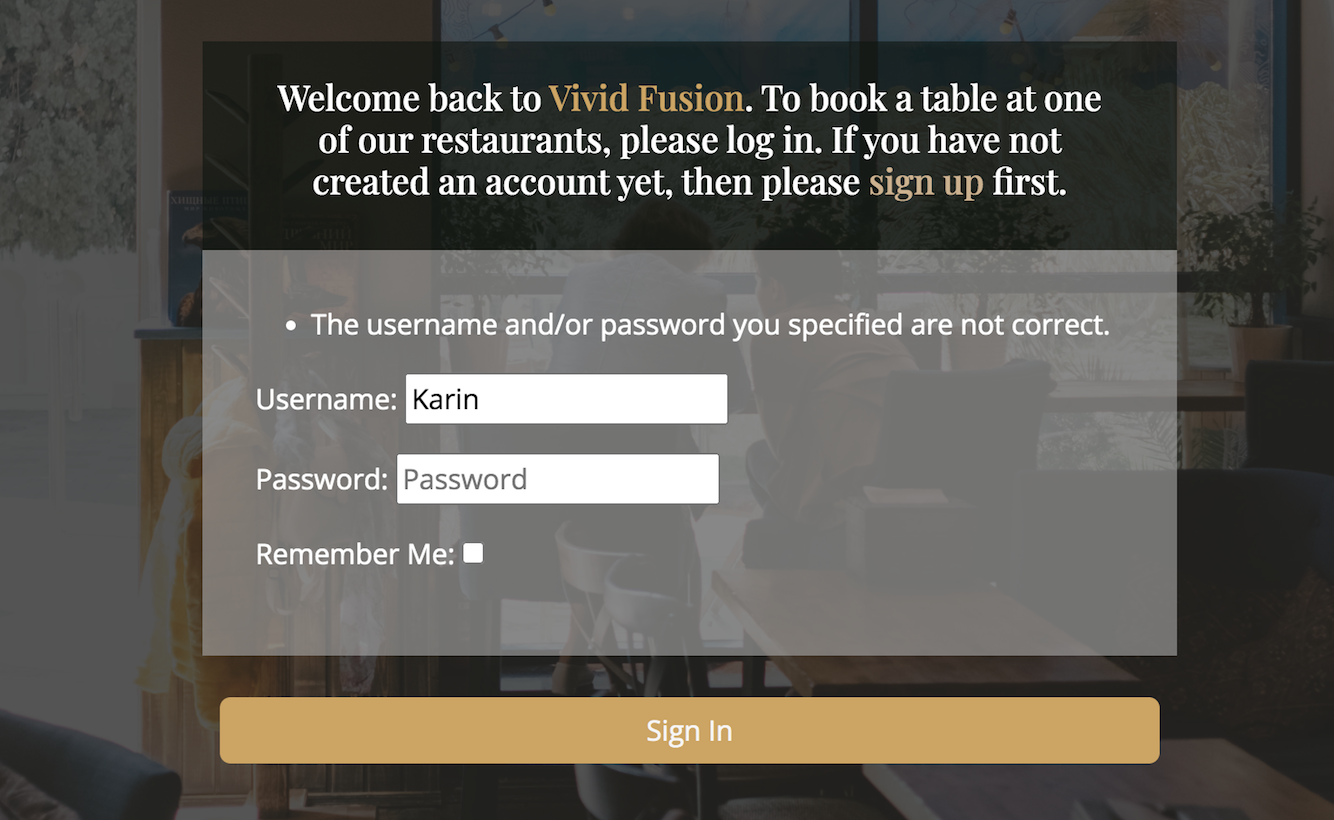 Welcome back to Vivid Fusion. To book a table at one
of our restaurants, please log in. If you have not
created an account yet, then please sign up first.
• The username and/or password you specified are not correct.
Username: Karin
Password: Password
Remember Me:
Sign In